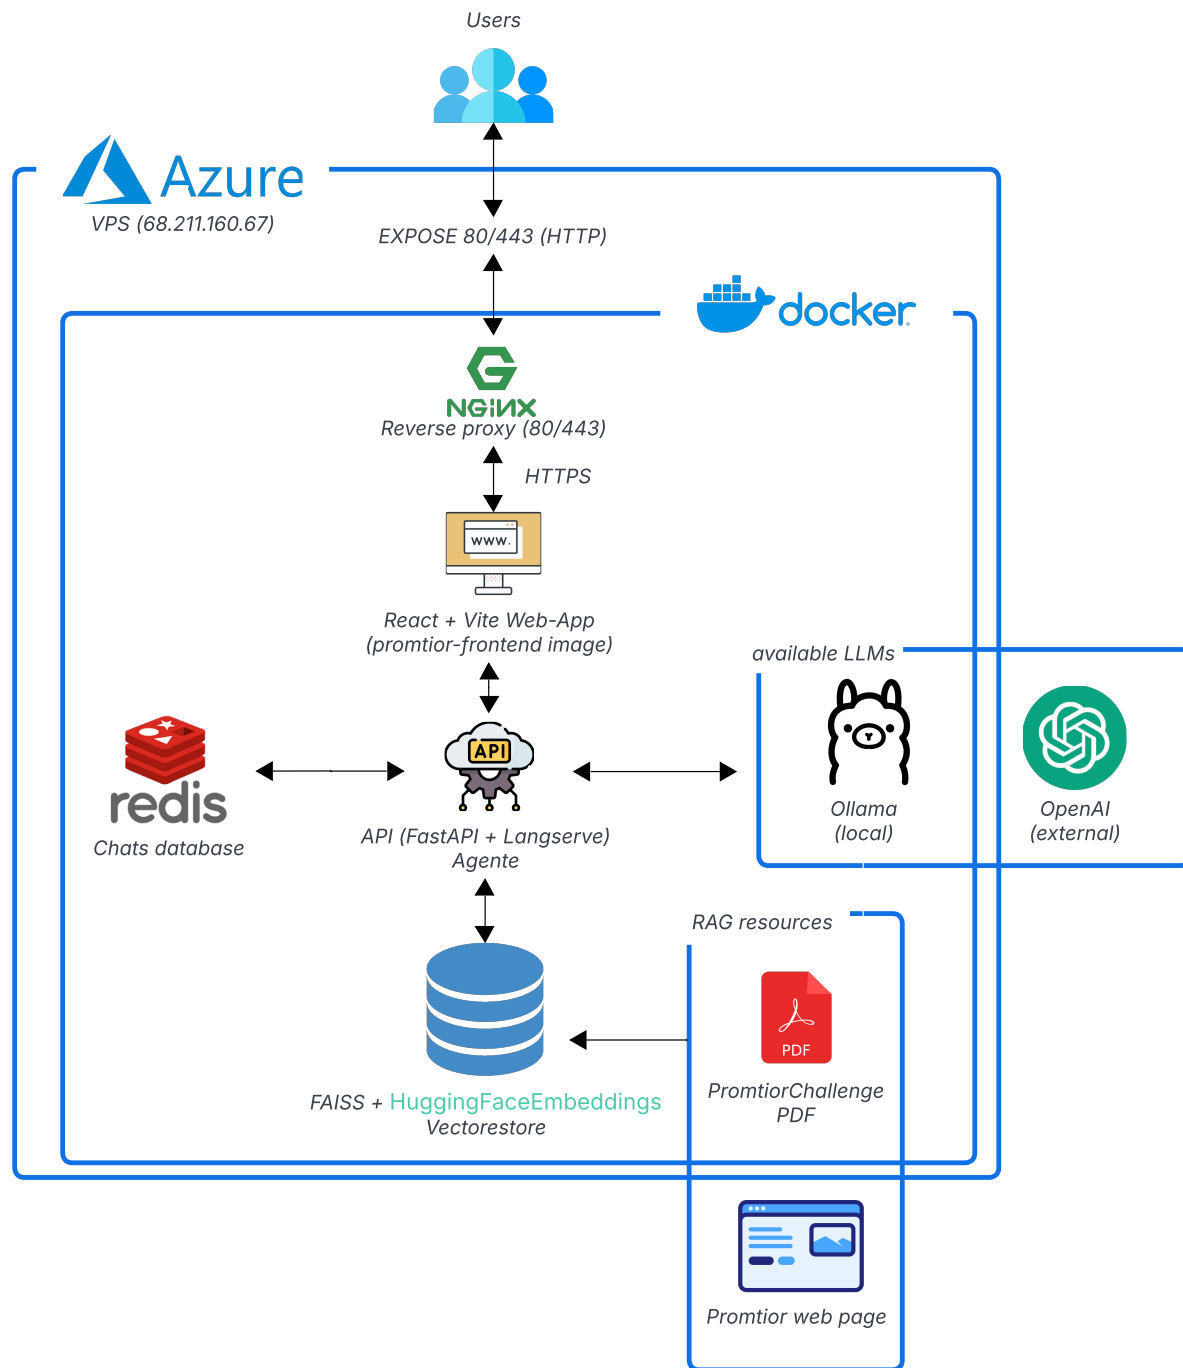 Users
Azure
VPS (68.211.160.67)
EXPOSE 80/443 (HTTP)
docker
NGiNX
Reverse proxy (80/443)
HTTPS
www.
React + Vite Web-App
(promtior-frontend image)
available LLMs
API
redis
Chats database
API (FastAPI + Langserve)
Agente
Ollama
(local)
OpenAI
(external)
RAG resources
PDF
PromtiorChallenge
PDF
FAISS + HuggingFaceEmbeddings
Vectorestore
Promtior web page